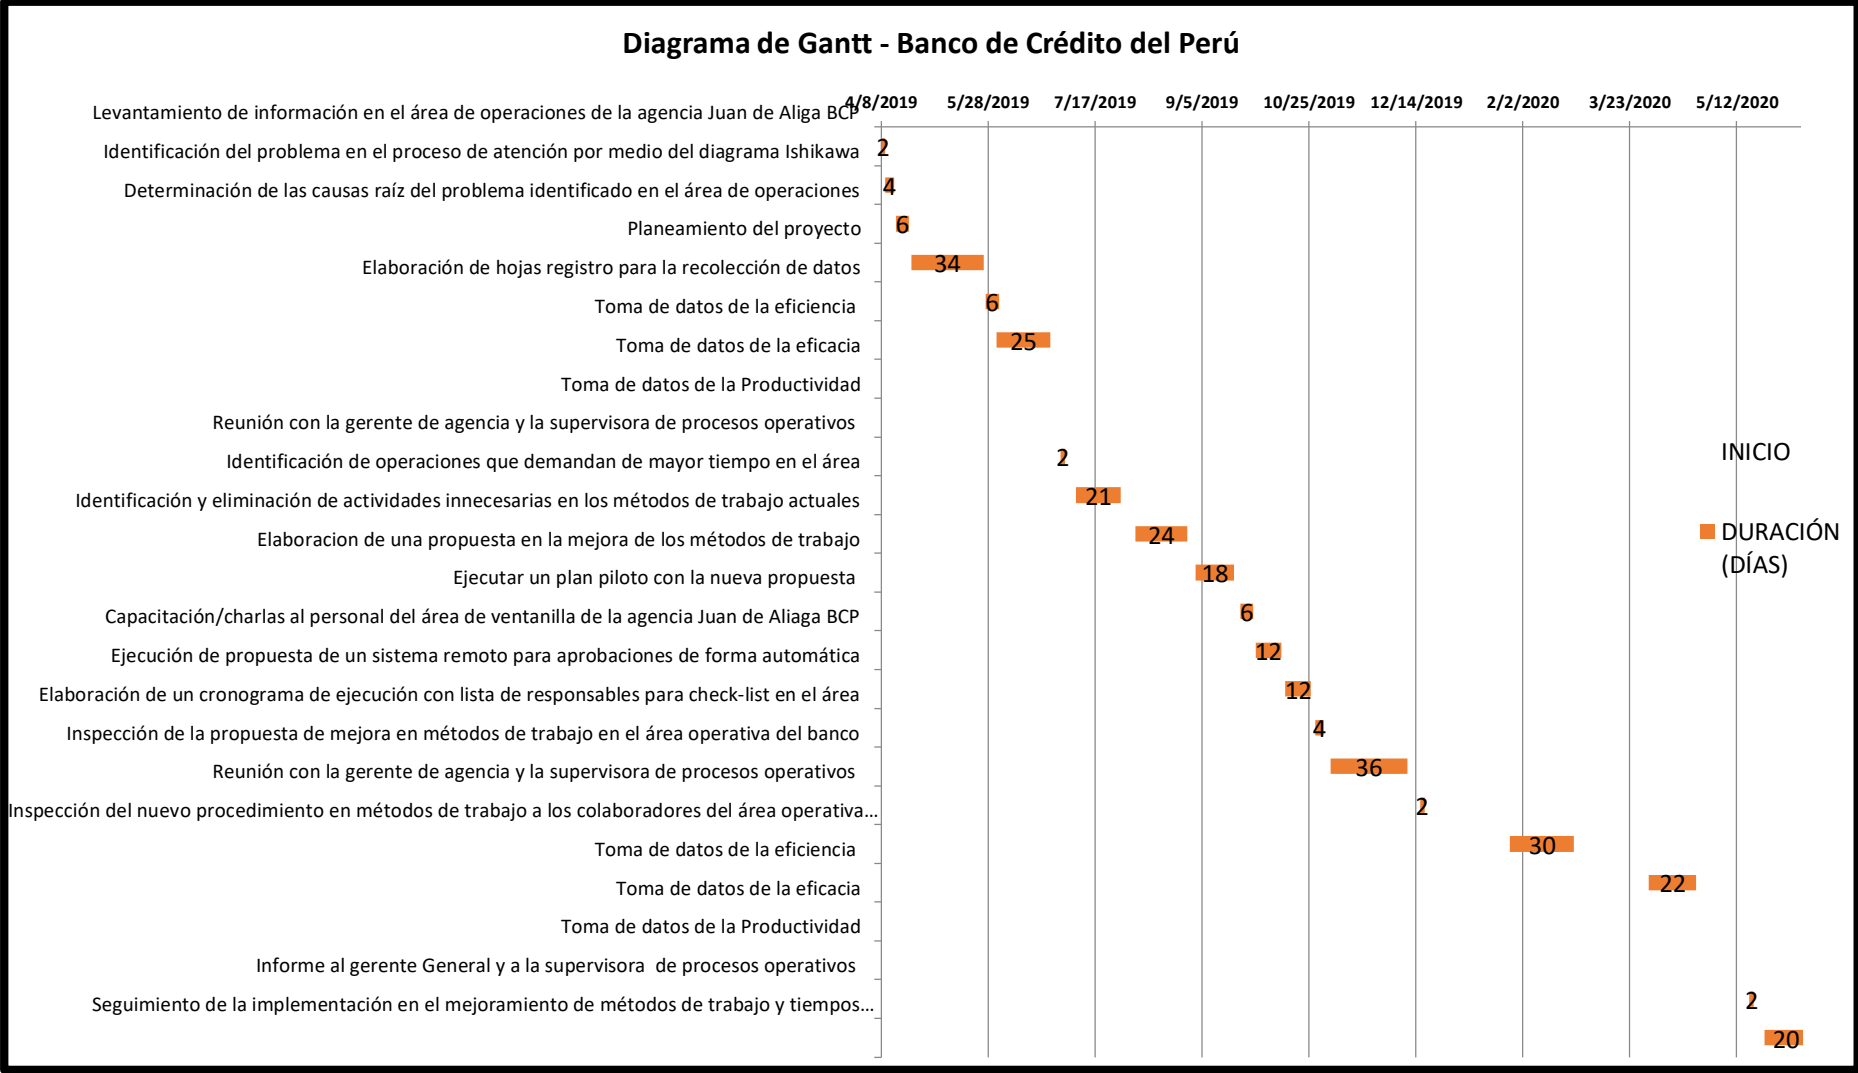 Diagrama de Gantt - Banco de Crédito del Perú
4/8/2019 5/28/2019 7/17/2019 9/5/2019 10/25/2019 12/14/2019 2/2/2020 3/23/2020 5/12/2020
Levantamiento de información en el área de operaciones de la agencia Juan de Aliga BCP
2
Identificación del problema en el proceso de atención por medio del diagrama Ishikawa
4
Determinación de las causas raíz del problema identificado en el área de operaciones
6
Planeamiento del proyecto
34
Elaboración de hojas registro para la recolección de datos
6
Toma de datos de la eficiencia
25
Toma de datos de la eficacia
Toma de datos de la Productividad
Reunión con la gerente de agencia y la supervisora de procesos operativos
2
Identificación de operaciones que demandan de mayor tiempo en el área
21
Identificación y eliminación de actividades innecesarias en los métodos de trabajo actuales
24
Elaboracion de una propuesta en la mejora de los métodos de trabajo
18
Ejecutar un plan piloto con la nueva propuesta
6
Capacitación/charlas al personal del área de ventanilla de la agencia Juan de Aliaga BCP
12
Ejecución de propuesta de un sistema remoto para aprobaciones de forma automática
12
Elaboración de un cronograma de ejecución con lista de responsables para check-list en el área
4
Inspección de la propuesta de mejora en métodos de trabajo en el área operativa del banco
36
Reunión con la gerente de agencia y la supervisora de procesos operativos
2
Inspección del nuevo procedimiento en métodos de trabajo a los colaboradores del área operativa...
30
Toma de datos de la eficiencia
22
Toma de datos de la eficacia
Toma de datos de la Productividad
Informe al gerente General y a la supervisora  de procesos operativos
2
Seguimiento de la implementación en el mejoramiento de métodos de trabajo y tiempos...
20
INICIO
DURACIÓN
(DÍAS)